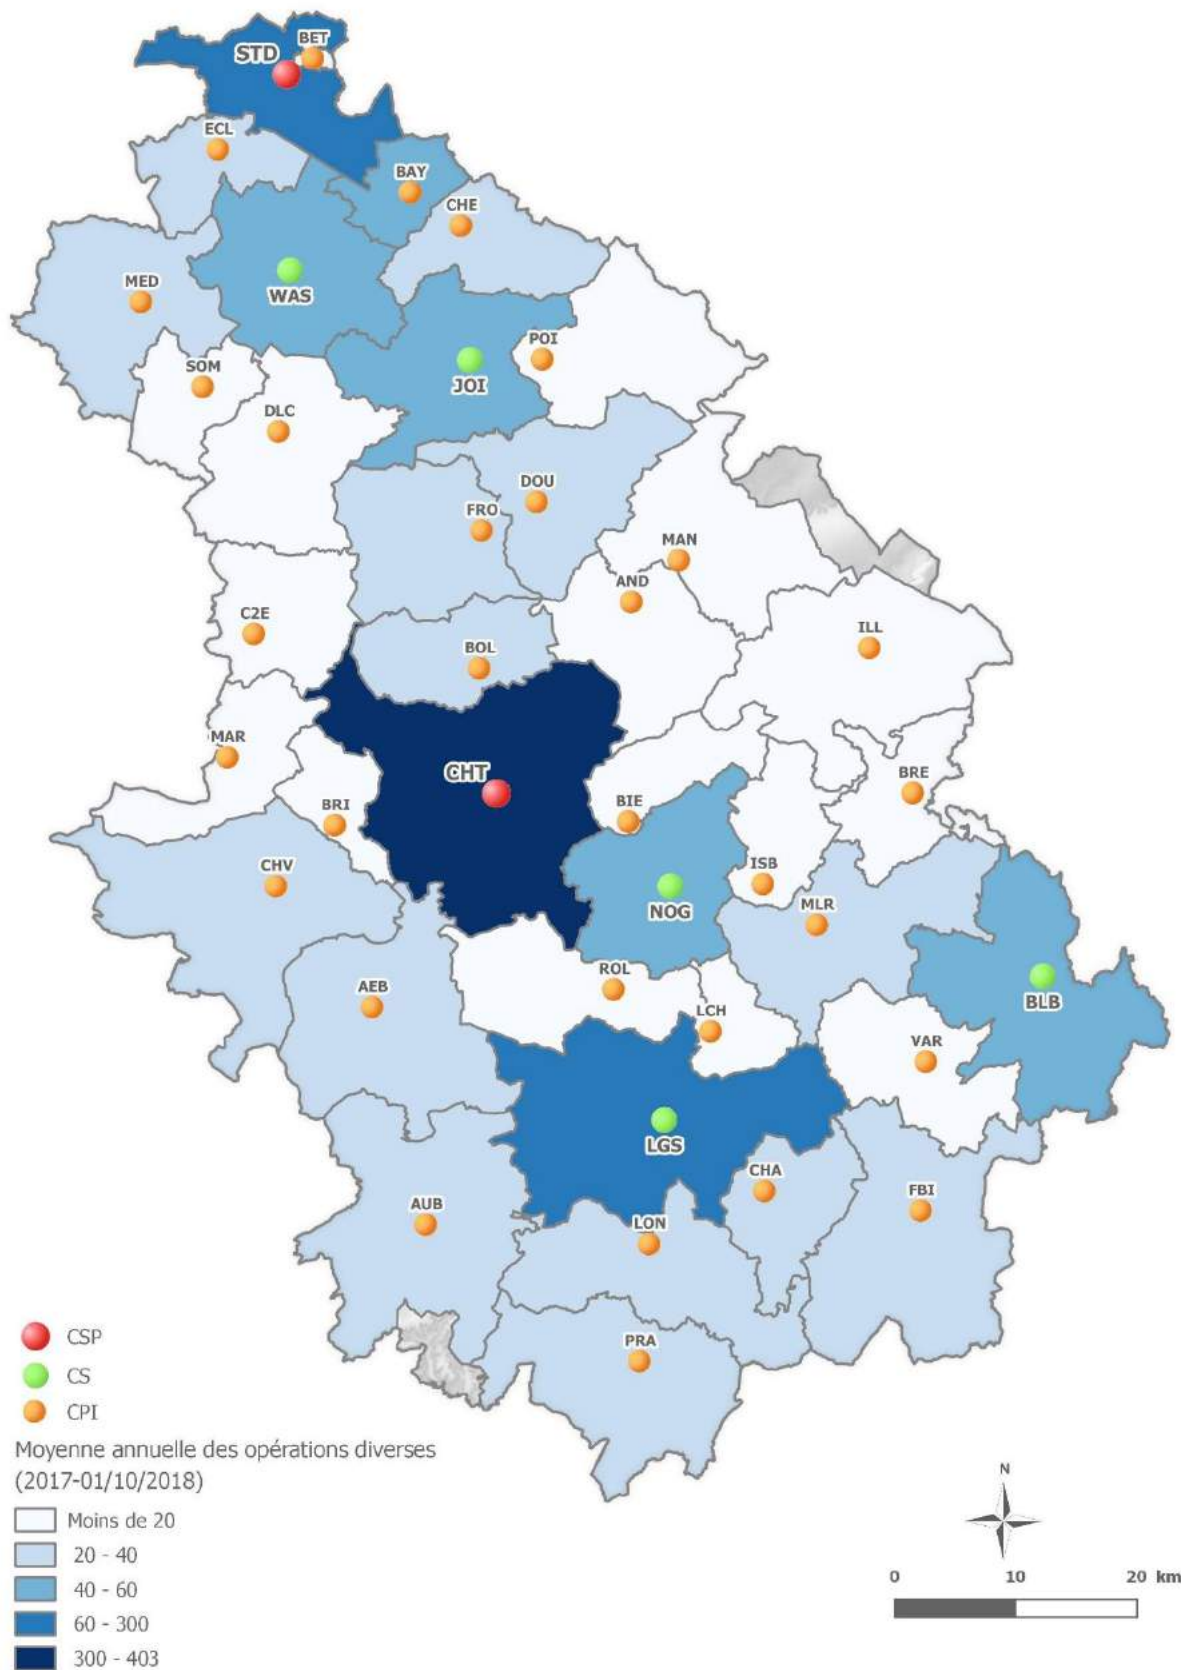 BET
STD
ECL
BAY
CHE
MED
WAS
POI
SOM
JOI
DLC
DOU
FRO
MAN
AND
C2E
ILL
BOL
MAR
CHT
BRE
BRI
BIE
CHV
ISB
NOG
MLR
ROL
AEB
BLB
LCH
VAR
LGS
CHA
FBI
AUB
LON
PRA
CSP
CS
CPI
Moyenne annuelle des opérations diverses
(2017-01/10/2018)
Moins de 20
20 - 40
40 - 60
60 - 300
300 - 403
N
0 10 20 km